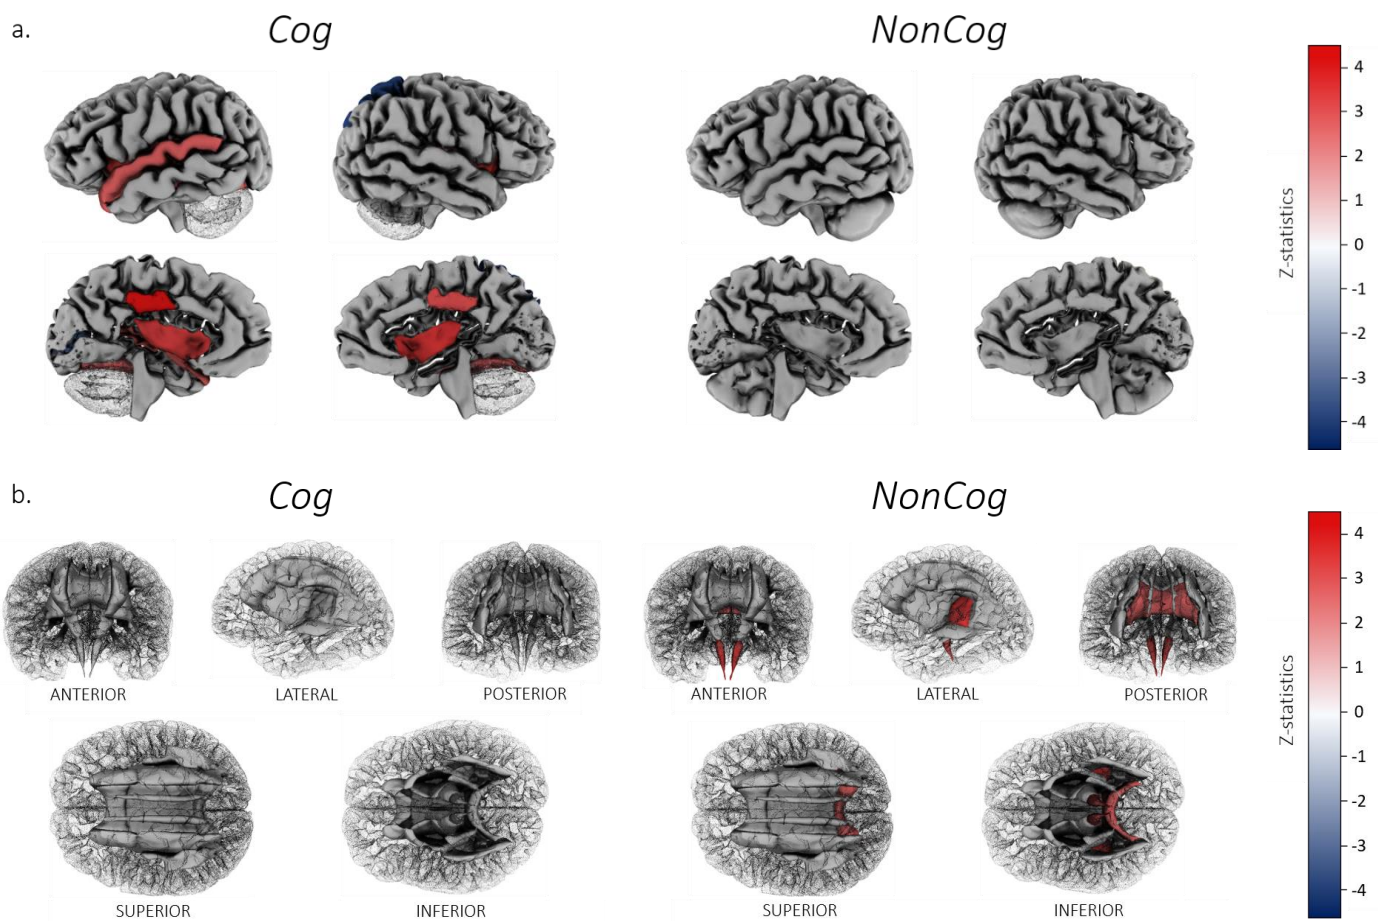 a.
Cog
NonCog
4
3
2
1
0
-1
-2
-3
-4
Z-statistics
b.
Cog
NonCog
ANTERIOR
LATERAL
POSTERIOR
ANTERIOR
LATERAL
POSTERIOR
SUPERIOR
INFERIOR
SUPERIOR
INFERIOR
4
3
2
1
0
-1
-2
-3
-4
Z-statistics